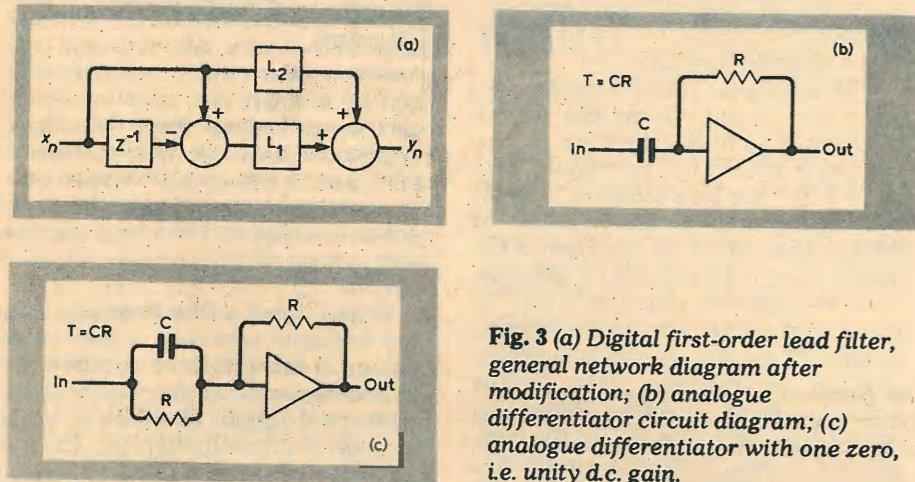 (a)
L₂
+
+
xₙ
Z⁻¹
−
L₁
+
yₙ
(b)
T = CR
R
C
In
Out
T = CR
C
R
In
Out
R
(c)
Fig. 3 (a) Digital first-order lead filter,
general network diagram after
modification; (b) analogue
differentiator circuit diagram; (c)
analogue differentiator with one zero,
i.e. unity d.c. gain.